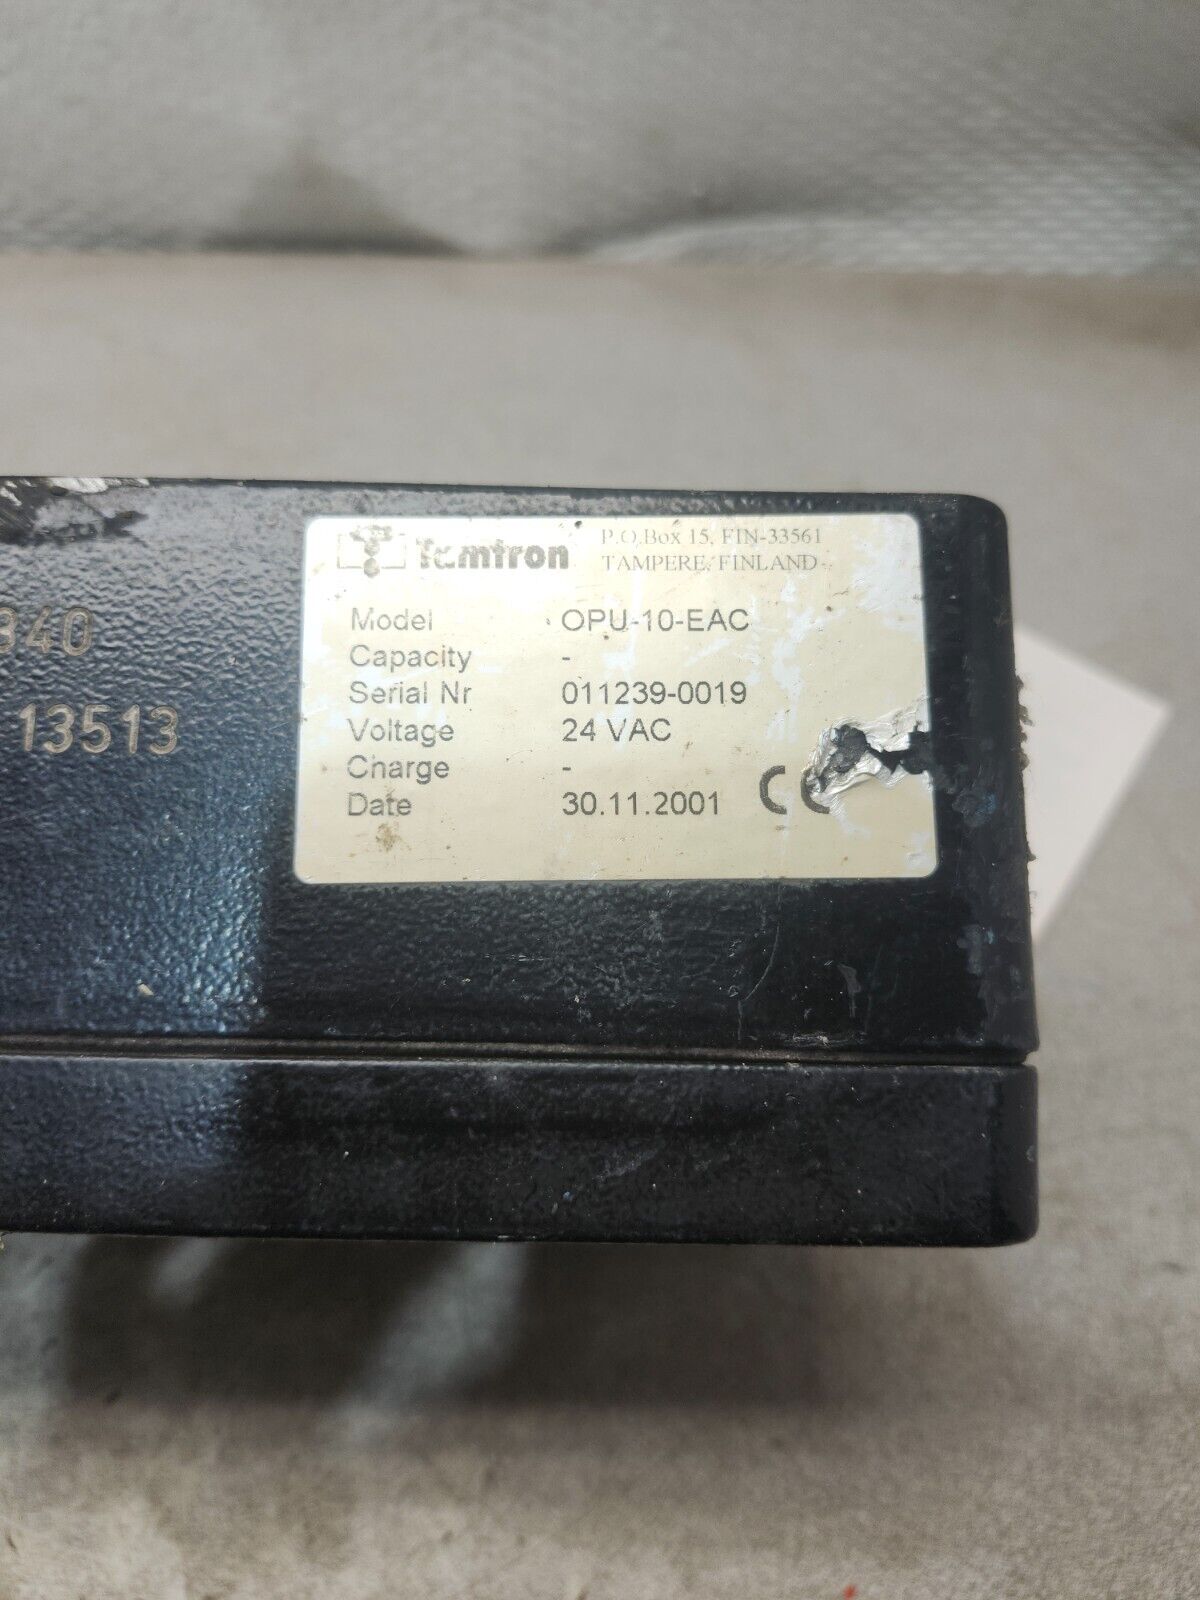 Tamtron P.O.Box 15, FIN-33561
TAMPERE, FINLAND
Model OPU-10-EAC
Capacity -
Serial Nr 011239-0019
Voltage 24 VAC
Charge -
Date 30.11.2001 CE
340
13513